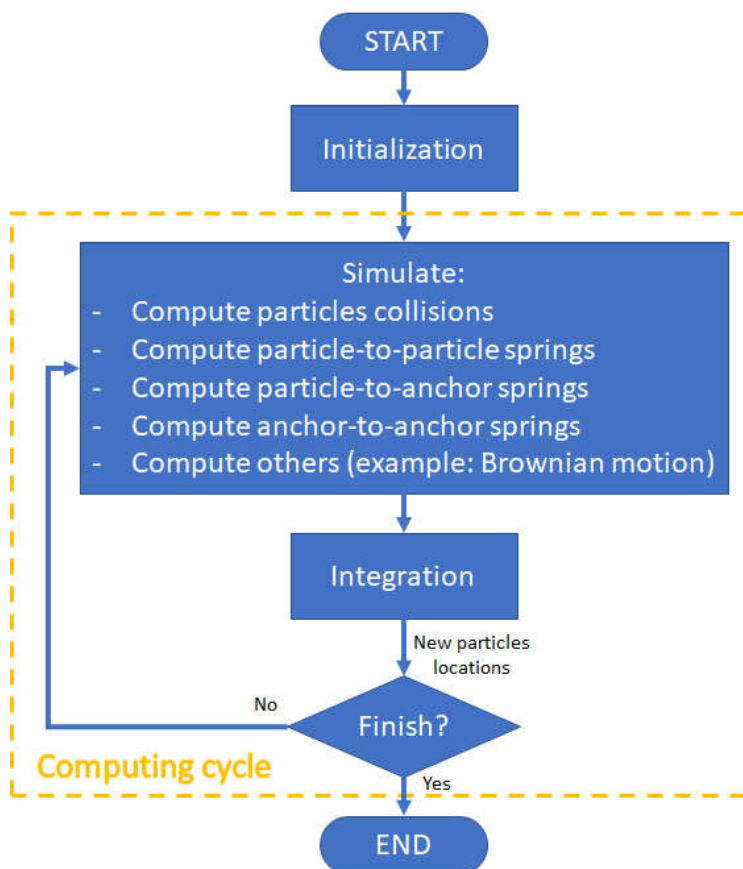 START
Initialization
Simulate:
- Compute particles collisions
- Compute particle-to-particle springs
- Compute particle-to-anchor springs
- Compute anchor-to-anchor springs
- Compute others (example: Brownian motion)
Integration
New particles
locations
No
Finish?
Computing cycle
Yes
END